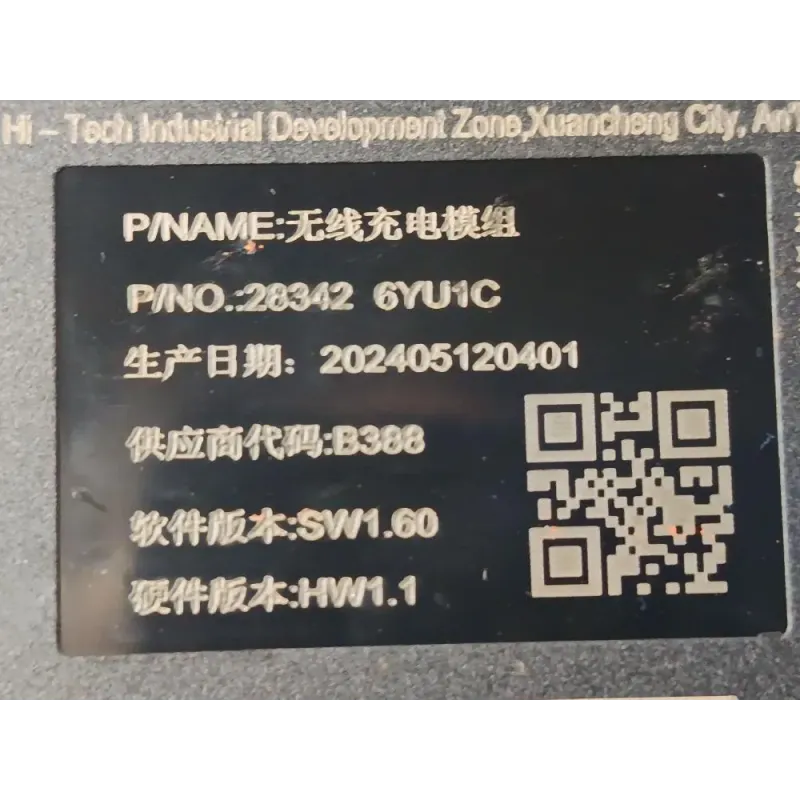 Hi - Tech Industrial Development Zone,Xuancheng City,
P/NAME:无线充电模组
P/NO.:28342 6YU1C
生产日期：202405120401
供应商代码:B388
软件版本:SW1.60
硬件版本:HW1.1